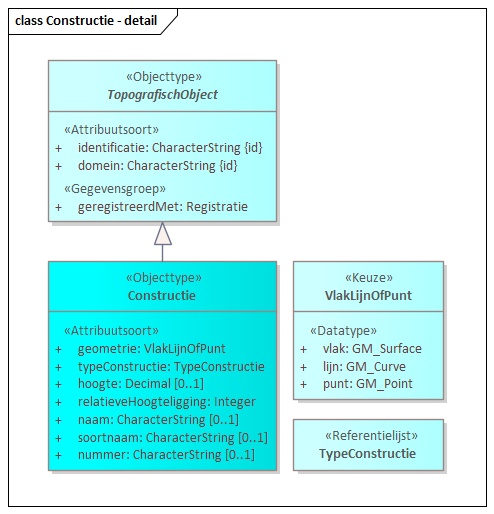 class Constructie - detail
«Objecttype»
TopografischObject
«Attribuutsoort»
+ identificatie: CharacterString {id}
+ domein: CharacterString {id}
«Gegevensgroep»
+ geregistreerdMet: Registratie
«Objecttype»
Constructie
«Attribuutsoort»
+ geometrie: VlakLijnOfPunt
+ typeConstructie: TypeConstructie
+ hoogte: Decimal [0..1]
+ relatieveHoogteligging: Integer
+ naam: CharacterString [0..1]
+ soortnaam: CharacterString [0..1]
+ nummer: CharacterString [0..1]
«Keuze»
VlakLijnOfPunt
«Datatype»
+ vlak: GM_Surface
+ lijn: GM_Curve
+ punt: GM_Point
«Referentielijst»
TypeConstructie